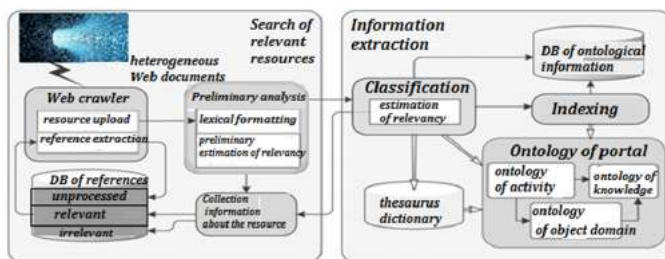 Search of
relevant
resources
heterogeneous
Web documents
Web crawler
resource upload
reference extraction
Preliminary analysis
lexical formatting
preliminary
estimation of relevancy
DB of references
unprocessed
relevant
irrelevant
Collection
information
about the resource
Information
extraction
Classification
estimation
of relevancy
DB of ontological
information
Indexing
thesaurus
dictionary
Ontology of portal
ontology
of activity
ontology of
knowledge
ontology
of object domain